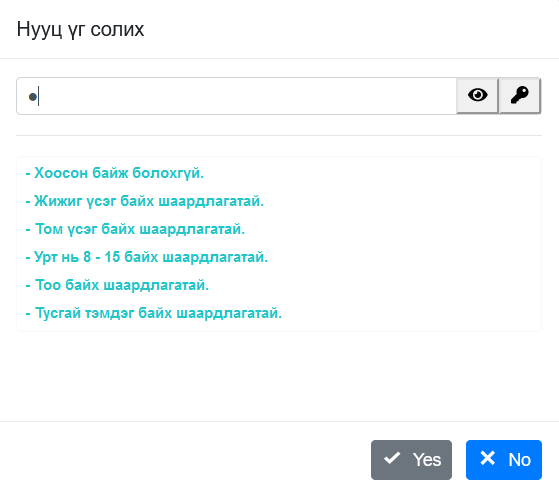 Нууц үг солих
- Хоосон байж болохгүй.
- Жижиг үсэг байх шаардлагатай.
- Том үсэг байх шаардлагатай.
- Урт нь 8 - 15 байх шаардлагатай.
- Тоо байх шаардлагатай.
- Тусгай тэмдэг байх шаардлагатай.
Yes
No